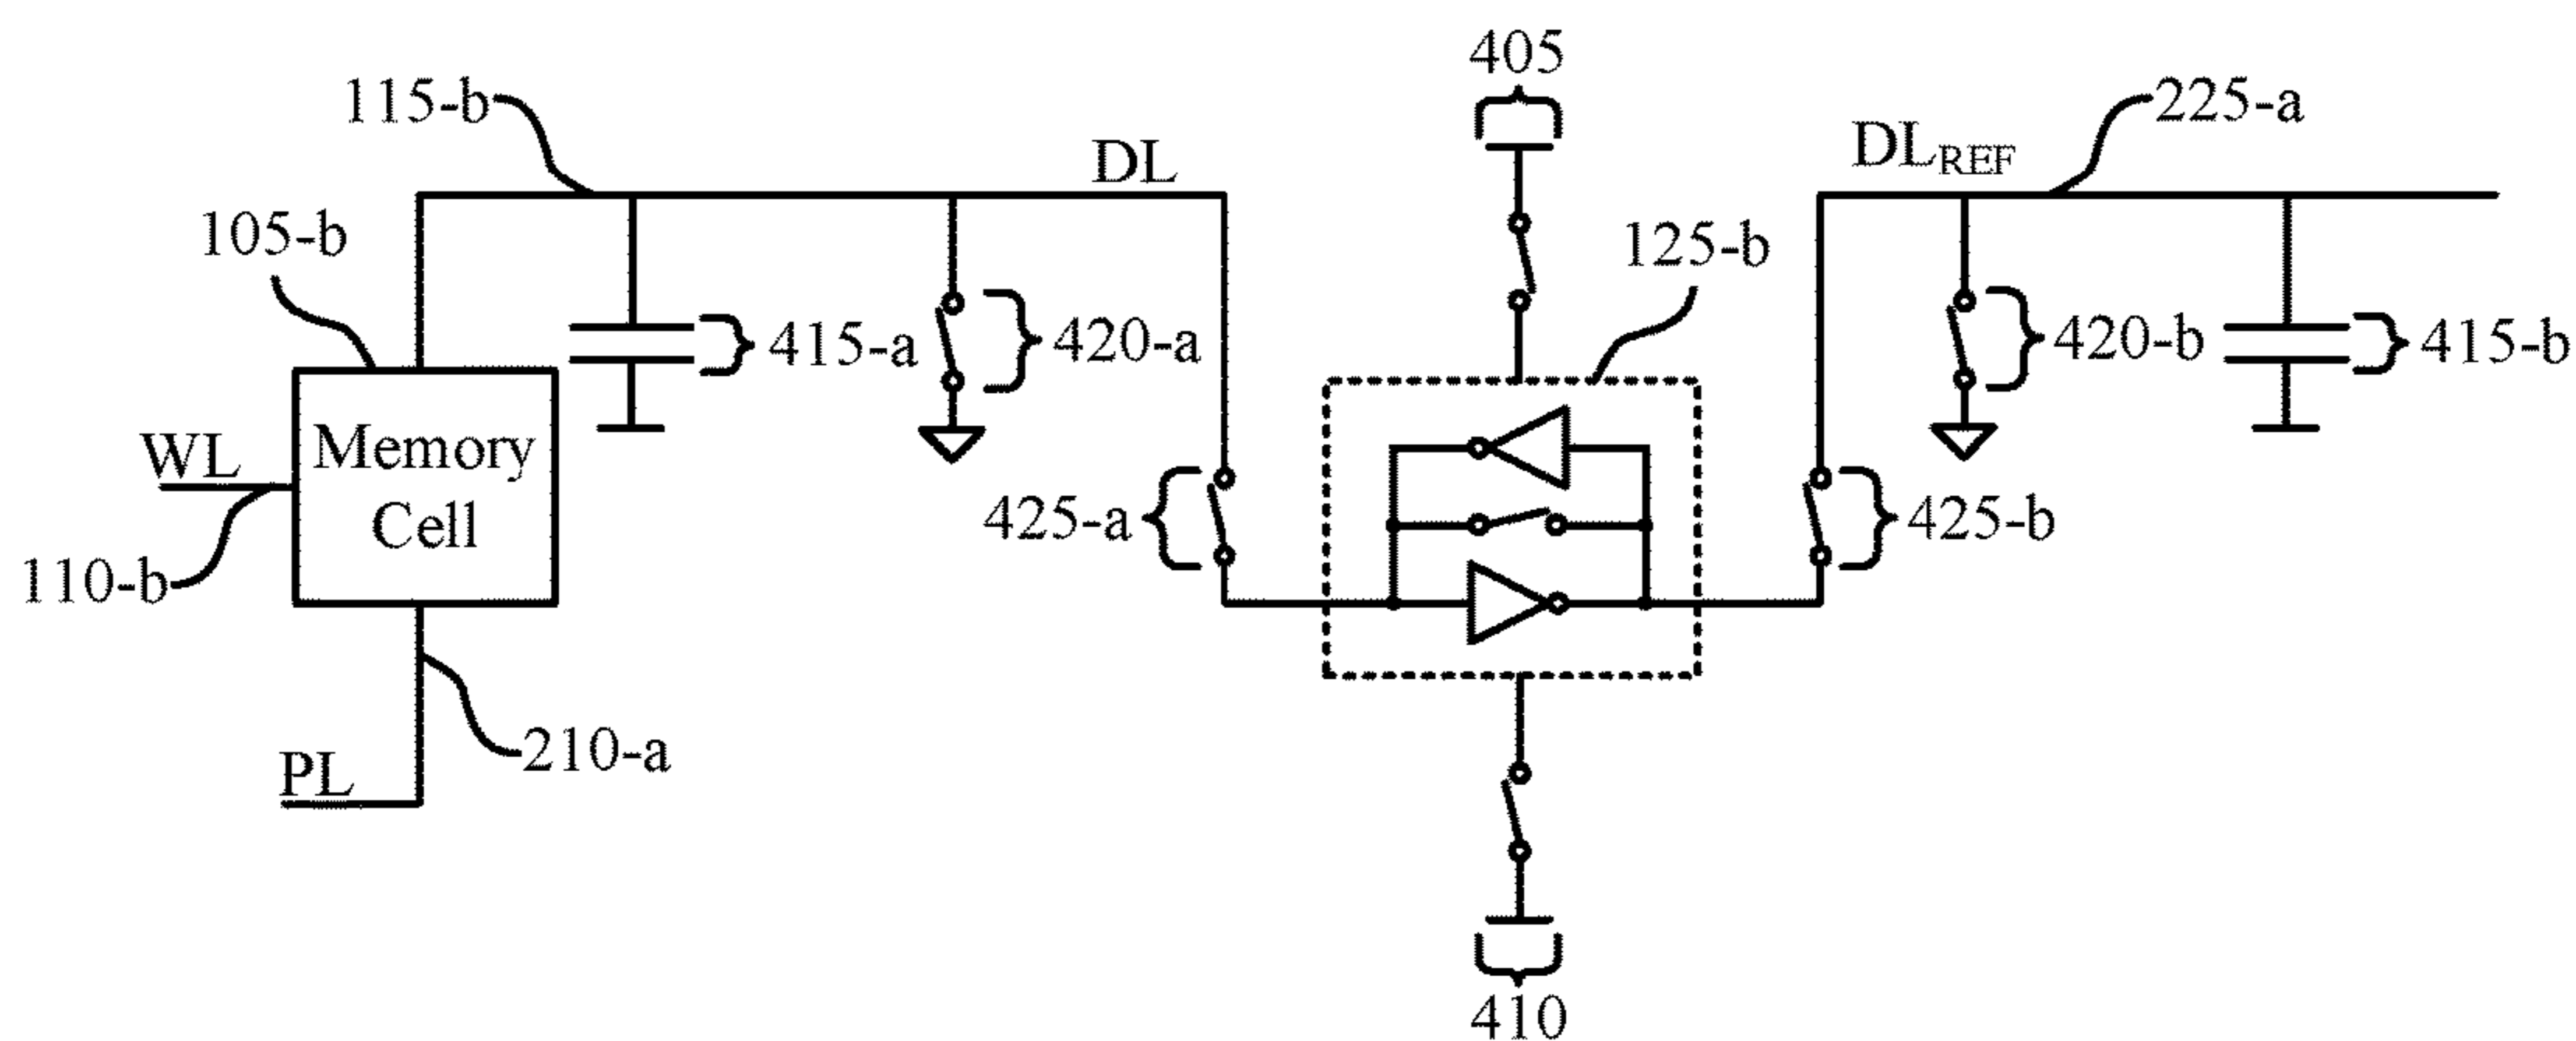 405
115-b
225-a
DL
DLREF
105-b
125-b
415-a
420-a
420-b
415-b
WL
Memory
Cell
425-a
425-b
110-b
210-a
PL
410